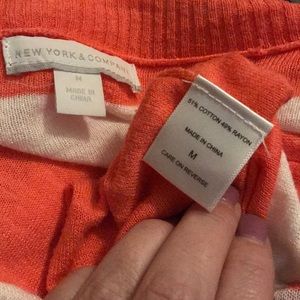 NEW YORK & COMPANY
M
MADE IN
CHINA
51% COTTON 49% RAYON
MADE IN CHINA
M
CARE ON REVERSE